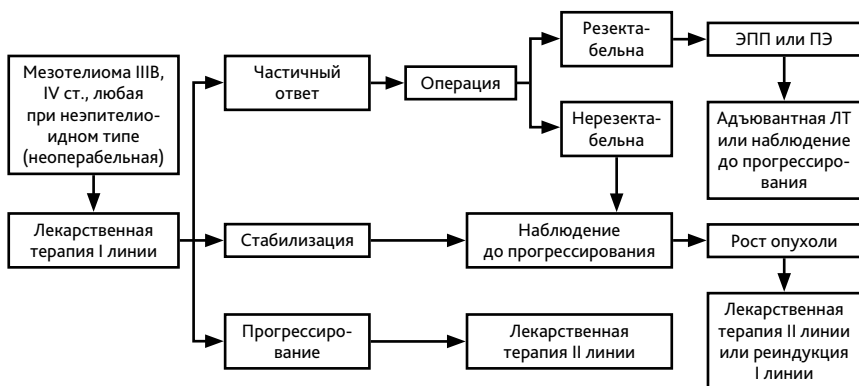 Мезотелиома IIIB,
IV ст., любая
при неэпителио-
идном типе
(неоперабельная)
Лекарственная
терапия I линии
Частичный
ответ
Операция
Резекта-
бельна
ЭПП или ПЭ
Адъювантная ЛТ
или наблюдение
до прогрессиро-
вания
Нерезекта-
бельна
Стабилизация
Наблюдение
до прогрессирования
Рост опухоли
Лекарственная
терапия II линии
или реиндукция
I линии
Прогрессиро-
вание
Лекарственная
терапия II линии